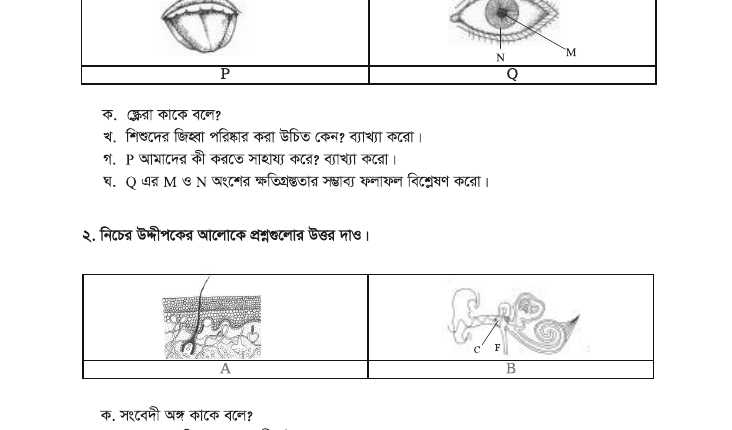 N
M
P
Q
ক. স্ক্লেরা কাকে বলে?
খ. শিশুদের জিহ্বা পরিষ্কার করা উচিত কেন? ব্যাখ্যা করো।
গ. P আমাদের কী করতে সাহায্য করে? ব্যাখ্যা করো।
ঘ. Q এর M ও N অংশের ক্ষতিগ্রস্ততার সম্ভাব্য ফলাফল বিশ্লেষণ করো।
২. নিচের উদ্দীপকের আলোকে প্রশ্নগুলোর উত্তর দাও।
C F
A
B
ক. সংবেদী অঙ্গ কাকে বলে?